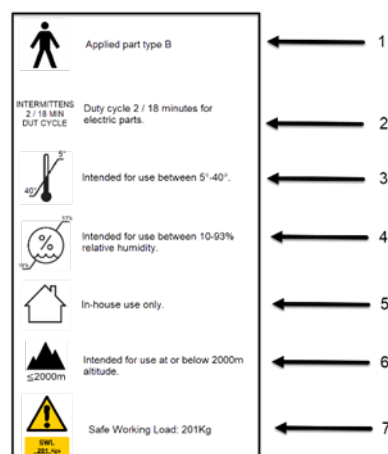 Applied part type B
1
INTERMITTENS
2 / 18 MIN
DUT CYCLE
Duty cycle 2 / 18 minutes for
electric parts.
2
5°
40°
Intended for use between 5°-40°.
3
93%
10%
Intended for use between 10-93%
relative humidity.
4
In-house use only.
5
≤2000m
Intended for use at or below 2000m
altitude.
6
SWL
Safe Working Load: 201Kg
7